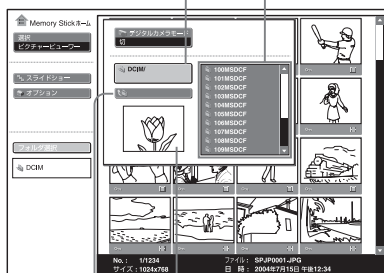 Memory Stickホーム
選択
ピクチャービューワー
スライドショー
オプション
フォルダ選択
DCIM
デジタルカメラモード
切
DCIM/
100MSDCF
101MSDCF
102MSDCF
103MSDCF
104MSDCF
105MSDCF
106MSDCF
107MSDCF
108MSDCF
109MSDCF
No. : 1/1234
サイズ : 1024x768
ファイル : SPJP0001.JPG
日 時 : 2004年7月15日 午後12:34